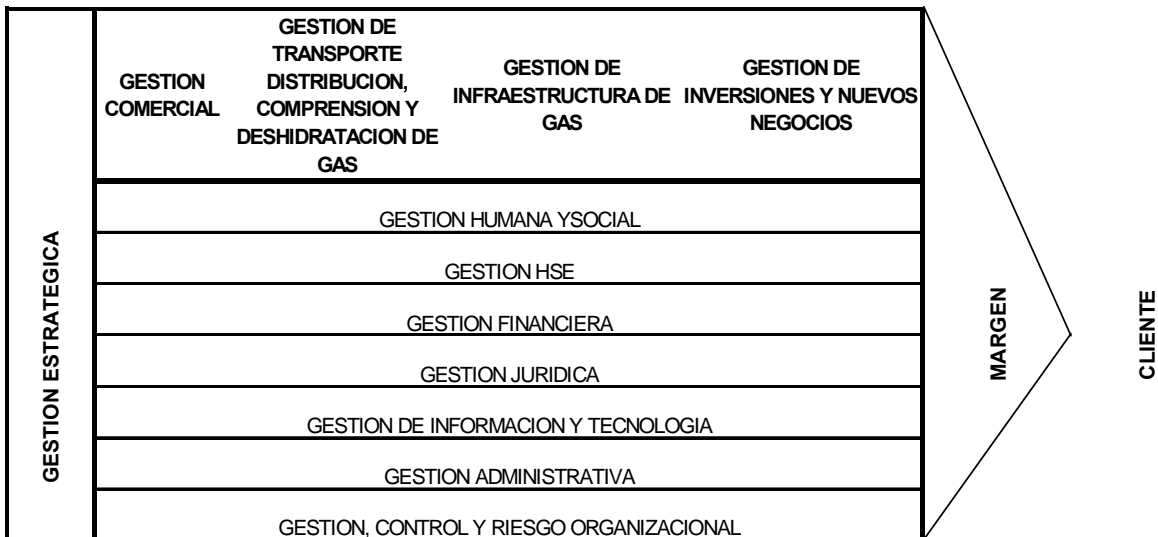 GESTION ESTRATEGICA
GESTION
COMERCIAL
GESTION DE
TRANSPORTE
DISTRIBUCION,
COMPRENSION Y
DESHIDRATACION DE
GAS
GESTION DE
INFRAESTRUCTURA DE
GAS
GESTION DE
INVERSIONES Y NUEVOS
NEGOCIOS
GESTION HUMANA YSOCIAL
GESTION HSE
GESTION FINANCIERA
GESTION JURIDICA
GESTION DE INFORMACION Y TECNOLOGIA
GESTION ADMINISTRATIVA
GESTION, CONTROL Y RIESGO ORGANIZACIONAL
MARGEN
CLIENTE